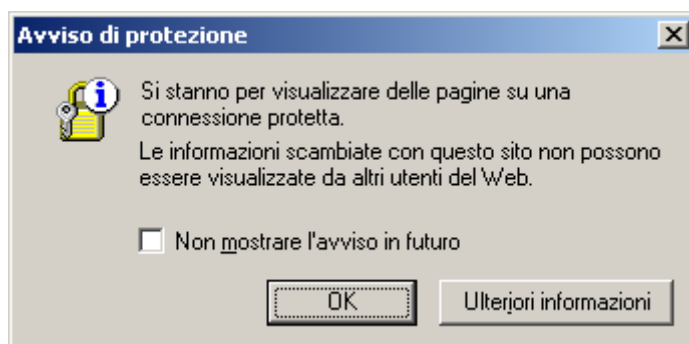 Avviso di protezione
Si stanno per visualizzare delle pagine su una
connessione protetta.
Le informazioni scambiate con questo sito non possono
essere visualizzate da altri utenti del Web.
Non mostrare l'avviso in futuro
OK Ulteriori informazioni